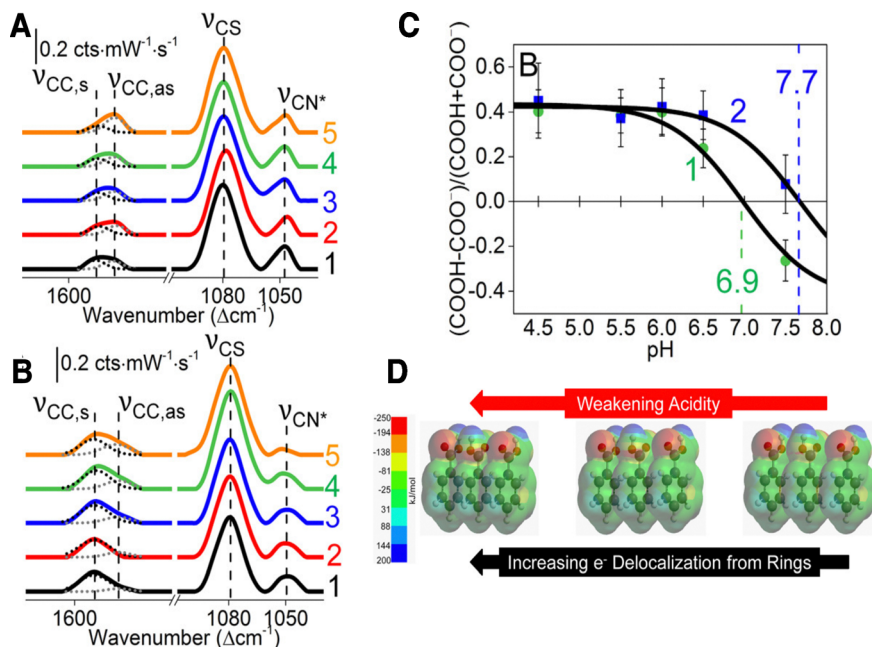 A
0.2 cts·mW⁻¹·s⁻¹
νCS
νCC,s
νCC,as
νCN*
5
4
3
2
1
1600
1080
1050
Wavenumber (Δcm⁻¹)
B
0.2 cts·mW⁻¹·s⁻¹
νCS
νCC,s
νCC,as
νCN*
5
4
3
2
1
1600
1080
1050
Wavenumber (Δcm⁻¹)
C
(COOH-COO⁻)/(COOH+COO⁻)
0.6
0.4
0.2
0.0
-0.2
-0.4
B
7.7
2
1
6.9
4.5
5.0
5.5
6.0
6.5
7.0
7.5
8.0
pH
D
Weakening Acidity
-250
-194
-138
-81
-25
31
88
144
200
kJ/mol
Increasing e⁻ Delocalization from Rings